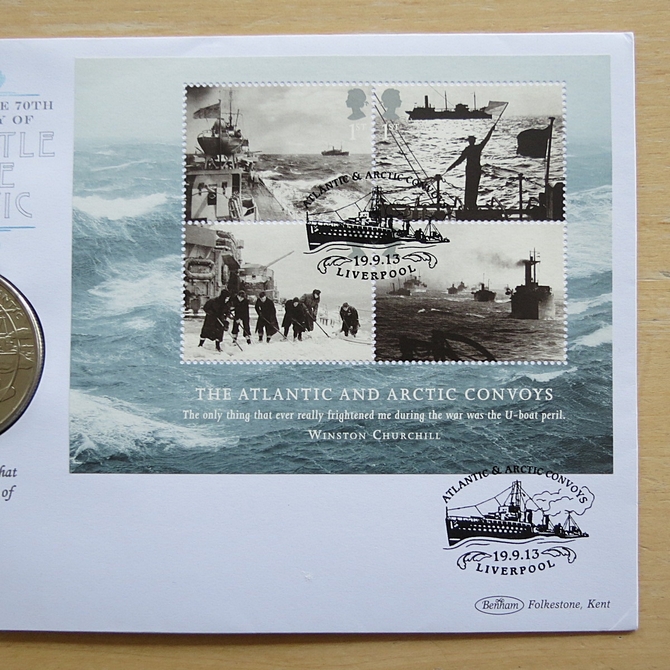 E 70TH
Y OF
TTLE
E
TIC
1st
1st
ATLANTIC & ARCTIC CONVOYS
19.9.13
LIVERPOOL
THE ATLANTIC AND ARCTIC CONVOYS
The only thing that ever really frightened me during the war was the U-boat peril.
WINSTON CHURCHILL
hat
of
ATLANTIC & ARCTIC CONVOYS
19.9.13
LIVERPOOL
Benham Folkestone, Kent